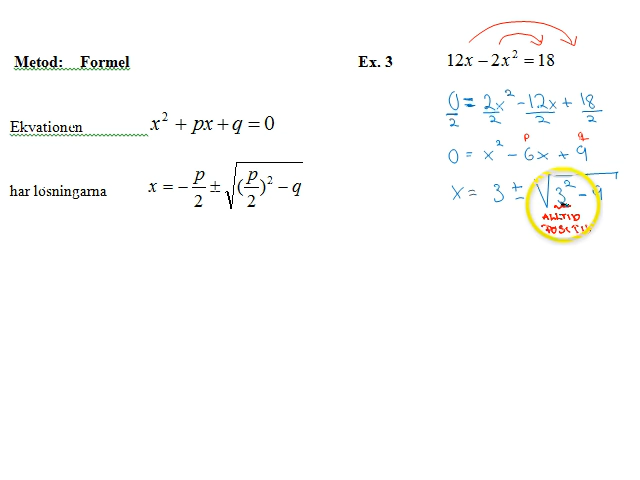 Metod: Formel
Ex. 3 12x − 2x² = 18
Ekvationen x² + px + q = 0
har lösningarna x = −p/2 ± √((p/2)² − q)
0/2 = 2x²/2 − 12x/2 + 18/2
p q
0 = x² − 6x + 9
x = 3 ± √(3² − 9)
ALLTID
POSITIV